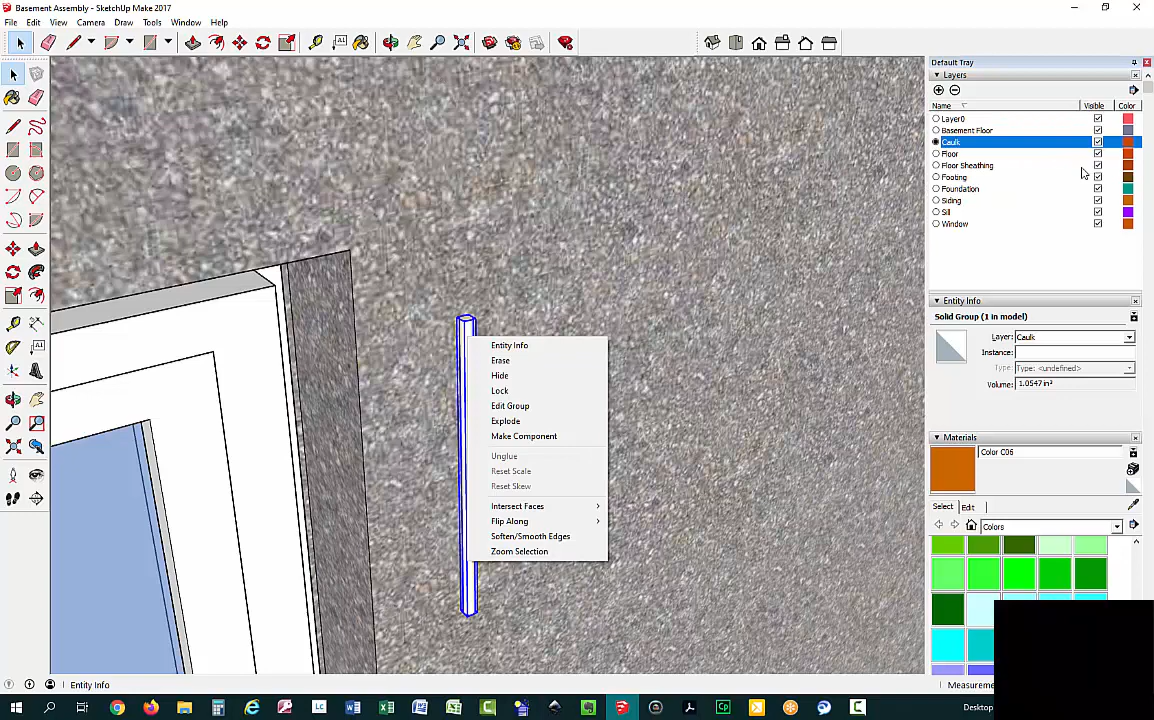 Basement Assembly - SketchUp Make 2017
File Edit View Camera Draw Tools Window Help
Default Tray
Layers
Name Visible Color
Layer0
Basement Floor
Caulk
Floor
Floor Sheathing
Footing
Foundation
Siding
Sill
Window
Entity Info
Solid Group (1 in model)
Layer: Caulk
Instance:
Type: Type: <undefined>
Volume: 1.0547 in³
Entity Info
Erase
Hide
Lock
Edit Group
Explode
Make Component
Unglue
Reset Scale
Reset Skew
Intersect Faces
Flip Along
Soften/Smooth Edges
Zoom Selection
Materials
Color C06
Select Edit
Colors
Entity Info
Measureme
Desktop